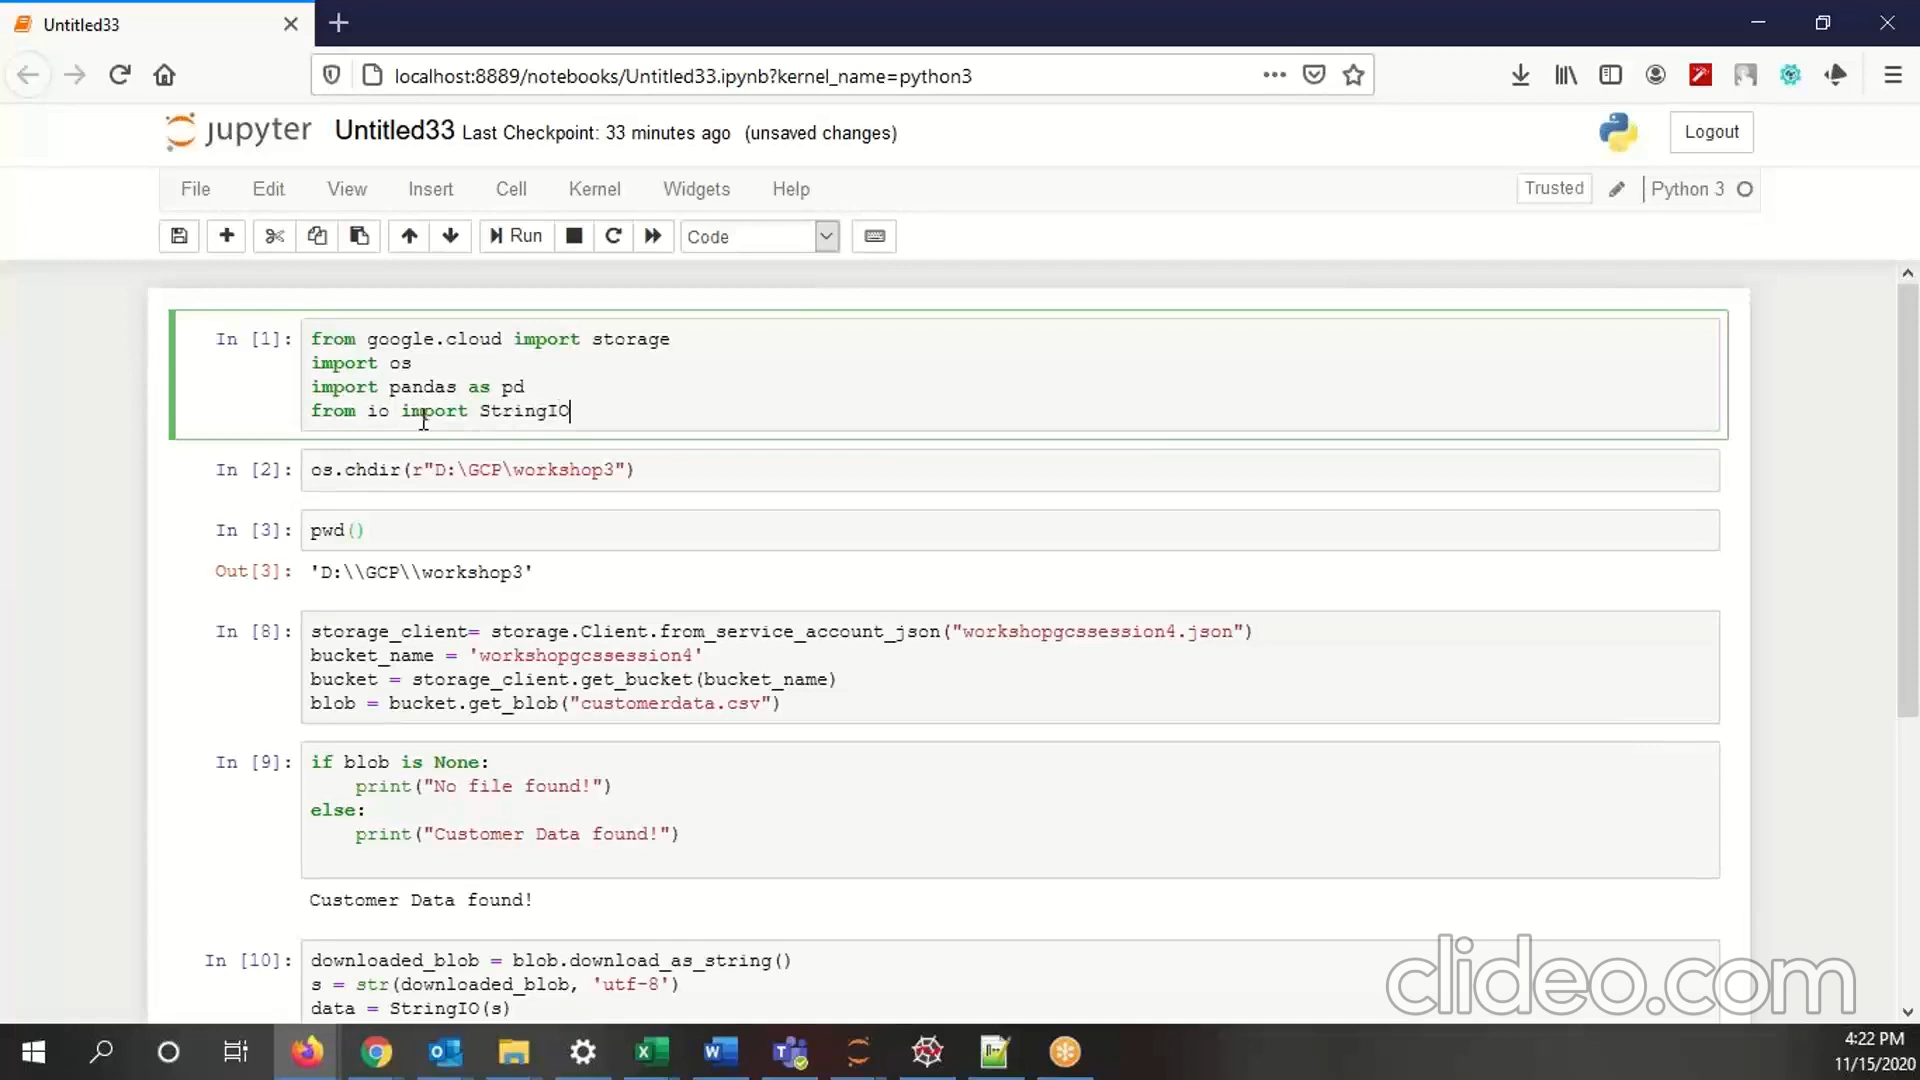 Untitled33
localhost:8889/notebooks/Untitled33.ipynb?kernel_name=python3
jupyter Untitled33 Last Checkpoint: 33 minutes ago (unsaved changes)
Logout
File Edit View Insert Cell Kernel Widgets Help
Trusted Python 3
Run Code
In [1]: from google.cloud import storage
import os
import pandas as pd
from io import StringIO
In [2]: os.chdir(r"D:\GCP\workshop3")
In [3]: pwd()
Out[3]: 'D:\\GCP\\workshop3'
In [8]: storage_client= storage.Client.from_service_account_json("workshopgcssession4.json")
bucket_name = 'workshopgcssession4'
bucket = storage_client.get_bucket(bucket_name)
blob = bucket.get_blob("customerdata.csv")
In [9]: if blob is None:
print("No file found!")
else:
print("Customer Data found!")
Customer Data found!
In [10]: downloaded_blob = blob.download_as_string()
s = str(downloaded_blob, 'utf-8')
data = StringIO(s)
clideo.com
4:22 PM
11/15/2020